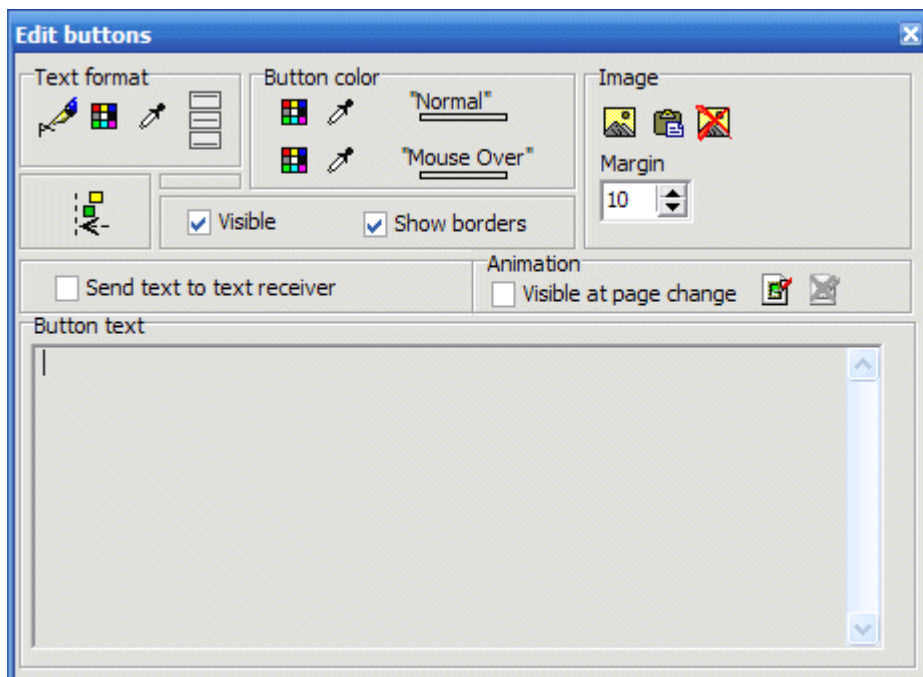 Edit buttons
Text format
Button color
Image
"Normal"
"Mouse Over"
Margin
10
Visible
Show borders
Animation
Send text to text receiver
Visible at page change
Button text